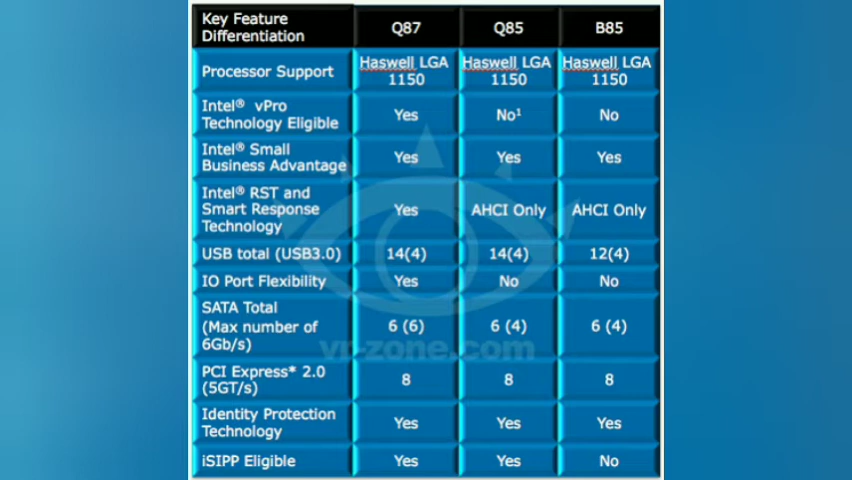 Key Feature Differentiation Q87 Q85 B85
Processor Support Haswell LGA 1150 Haswell LGA 1150 Haswell LGA 1150
Intel® vPro Technology Eligible Yes No¹ No
Intel® Small Business Advantage Yes Yes Yes
Intel® RST and Smart Response Technology Yes AHCI Only AHCI Only
USB total (USB3.0) 14(4) 14(4) 12(4)
IO Port Flexibility Yes No No
SATA Total (Max number of 6Gb/s) 6 (6) 6 (4) 6 (4)
PCI Express* 2.0 (5GT/s) 8 8 8
Identity Protection Technology Yes Yes Yes
iSIPP Eligible Yes Yes No
vr-zone.com